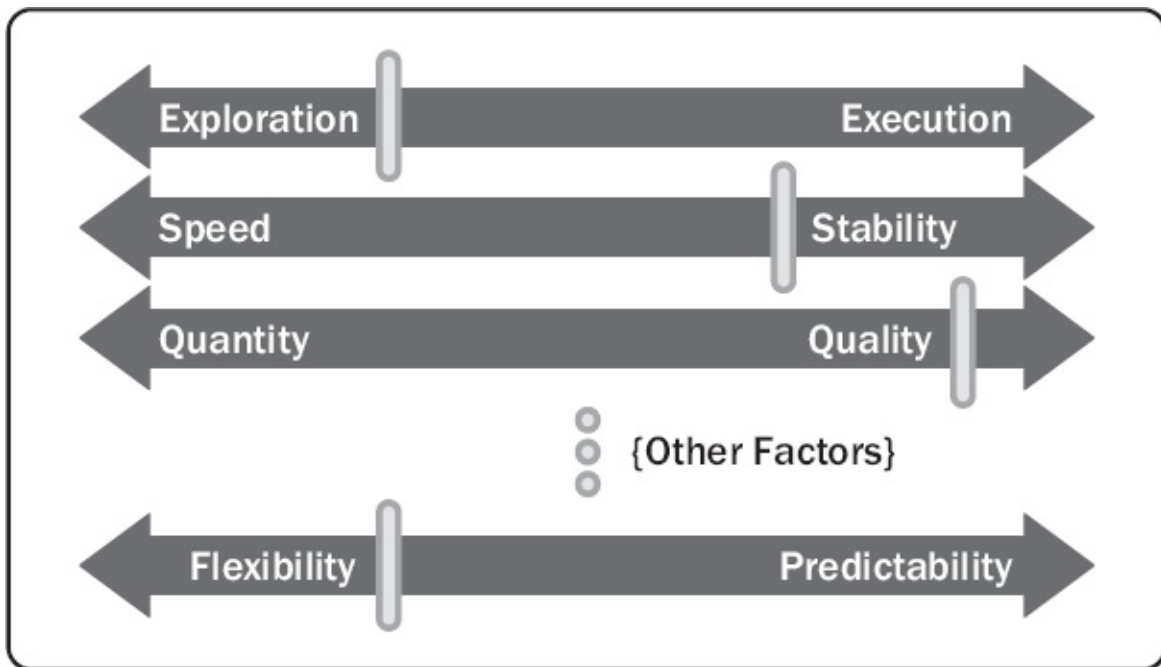 Exploration Execution
Speed Stability
Quantity Quality
{Other Factors}
Flexibility Predictability